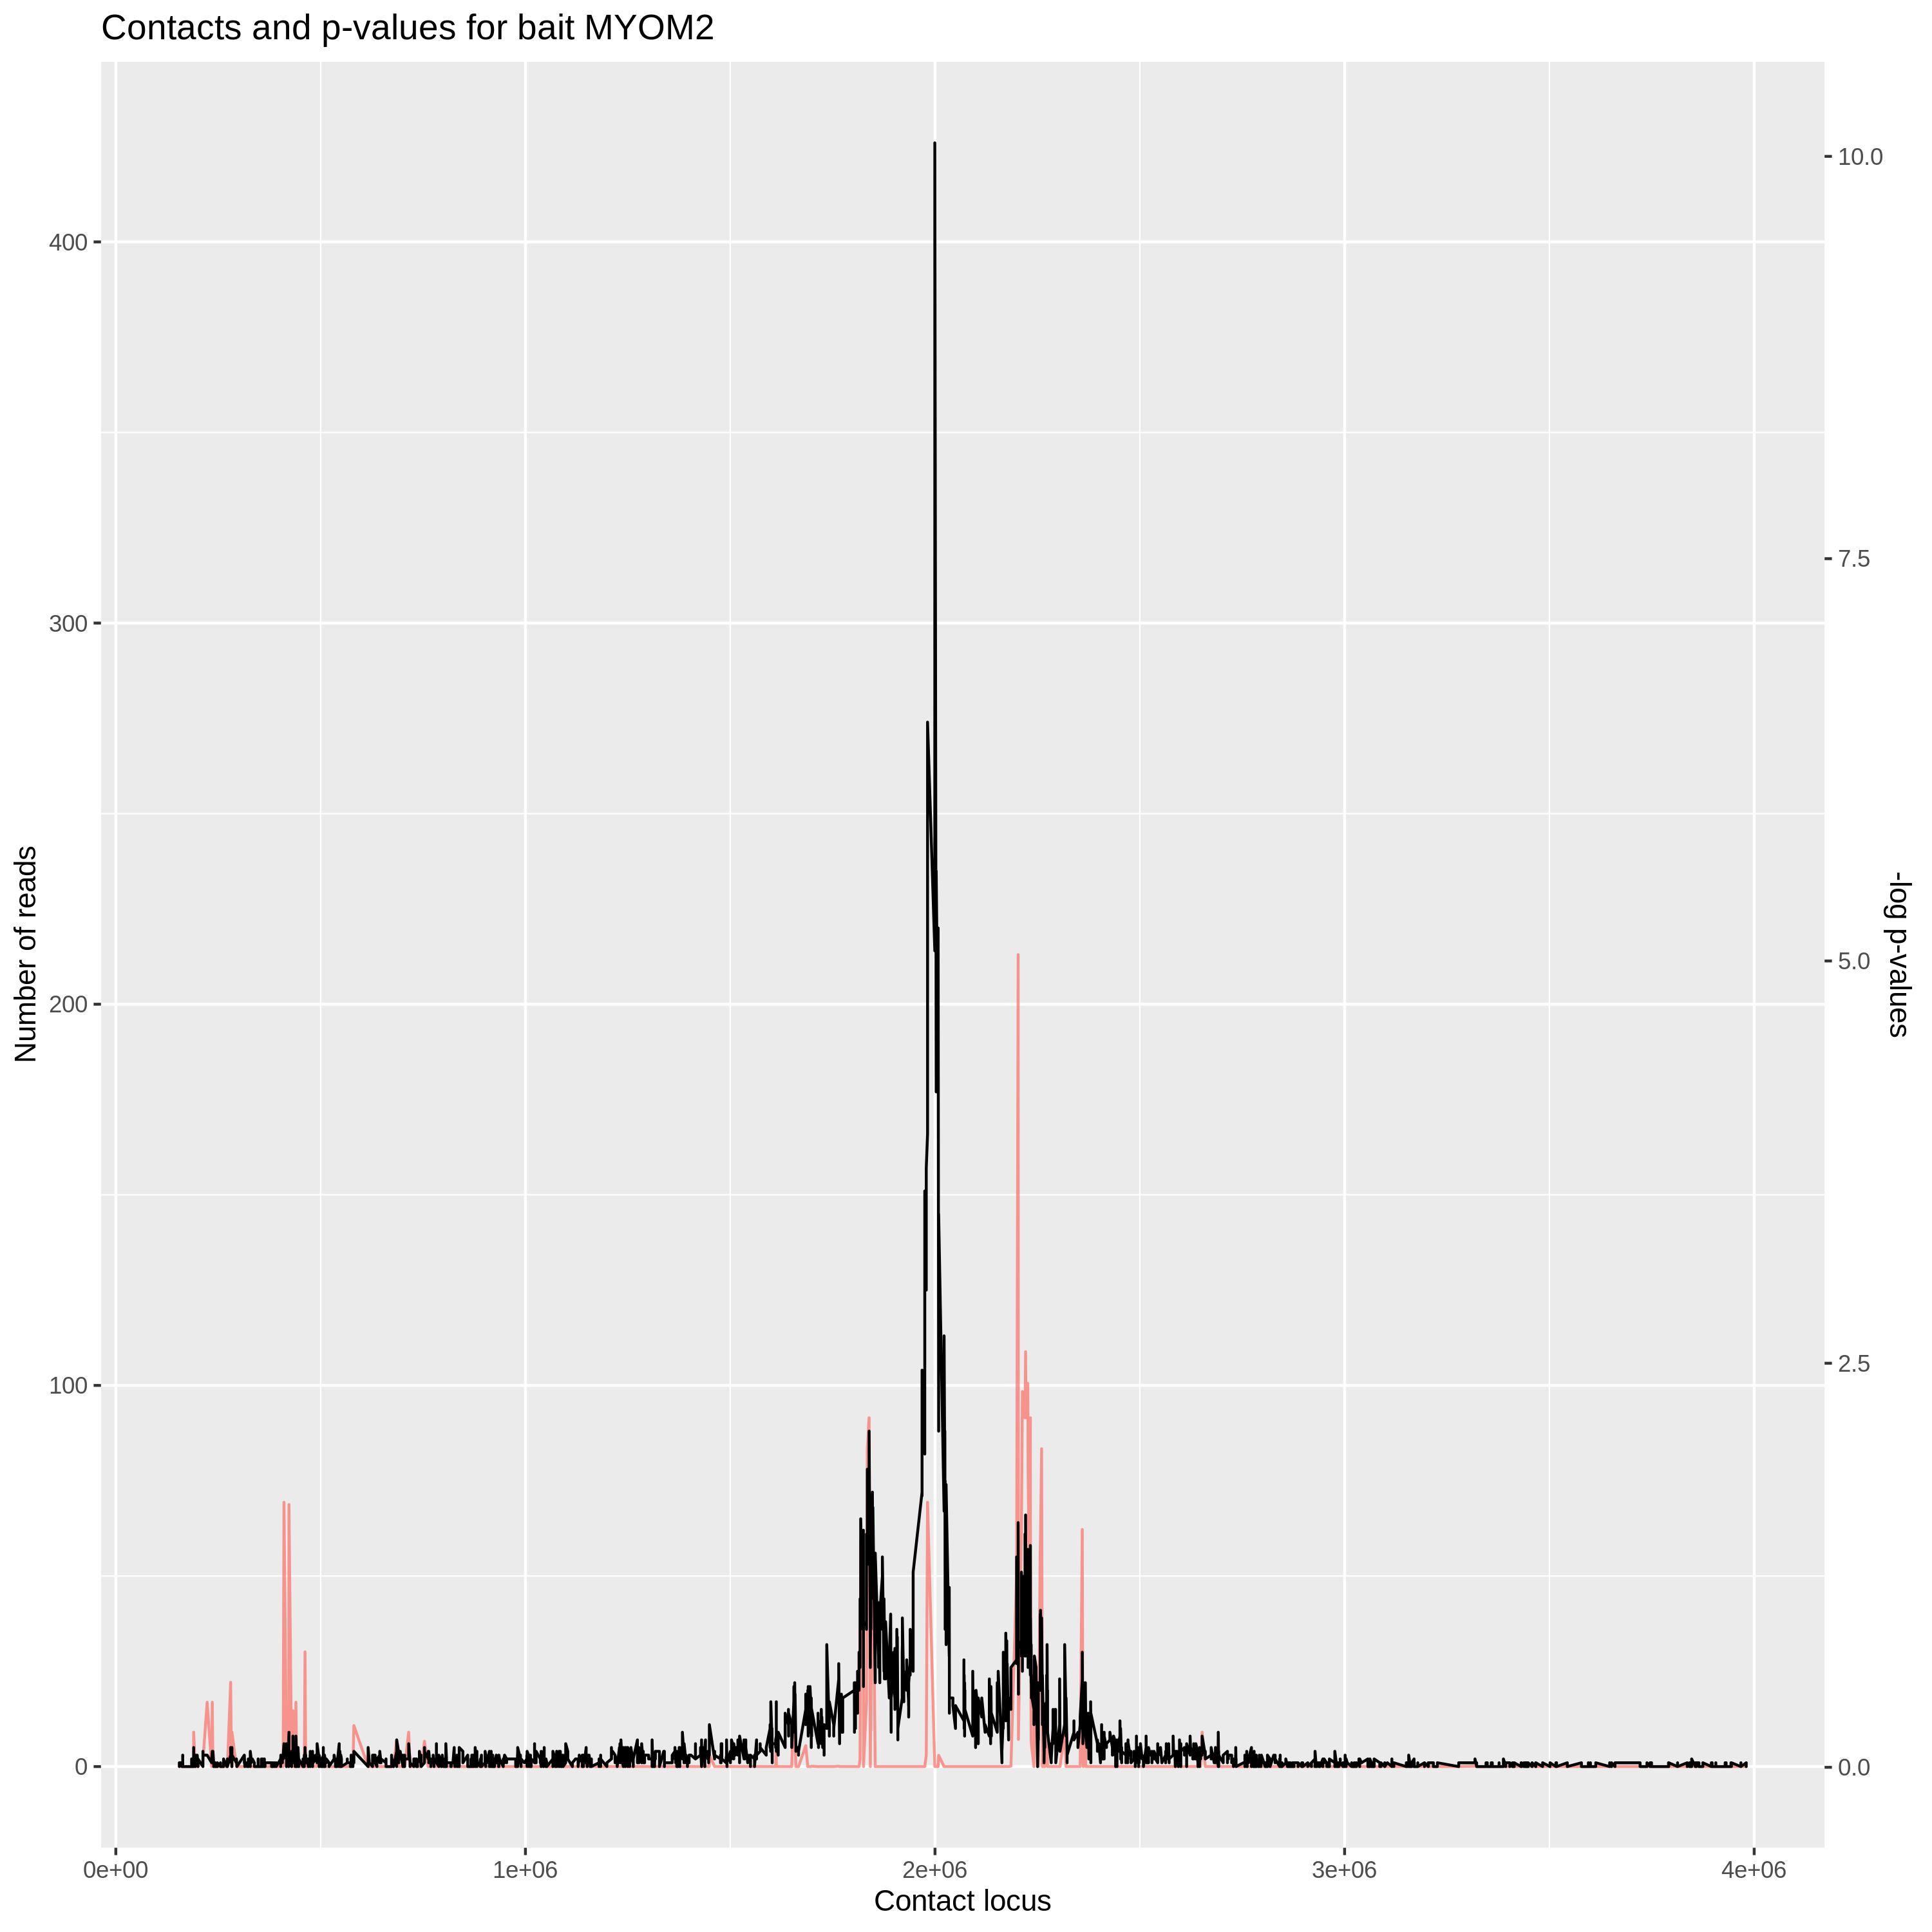 Contacts and p-values for bait MYOM2
Number of reads
400
300
200
100
0
10.0
7.5
5.0
2.5
0.0
-log p-values
0e+00
1e+06
2e+06
3e+06
4e+06
Contact locus